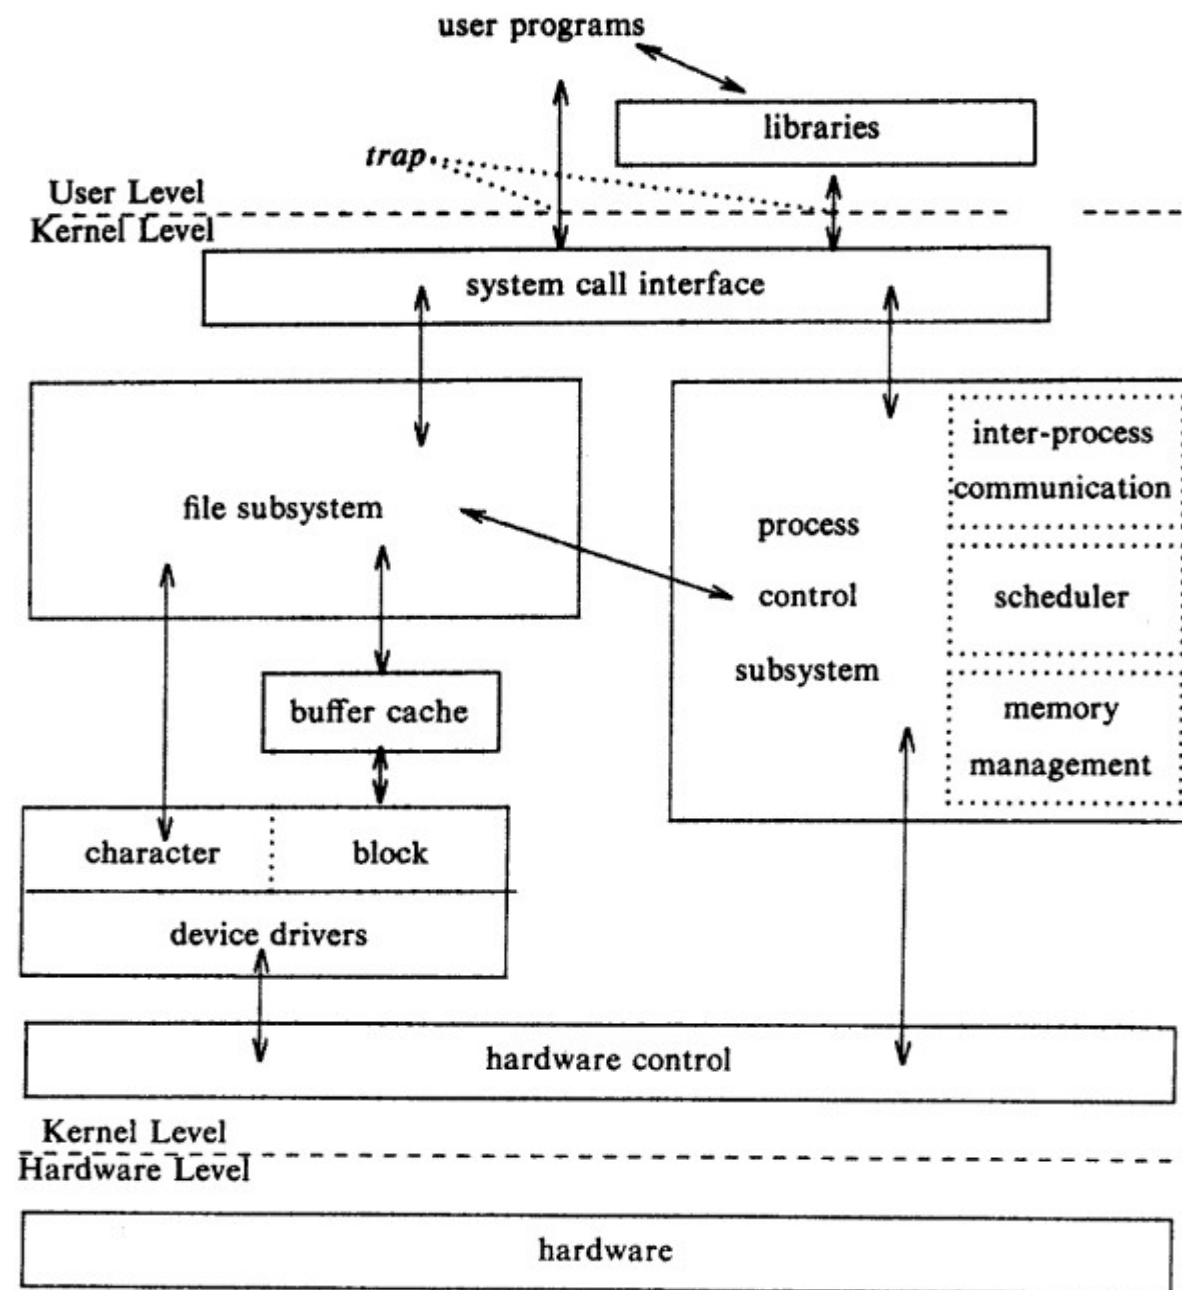 user programs
libraries
trap
User Level
Kernel Level
system call interface
file subsystem
process
control
subsystem
inter-process
communication
scheduler
memory
management
buffer cache
character
block
device drivers
hardware control
Kernel Level
Hardware Level
hardware